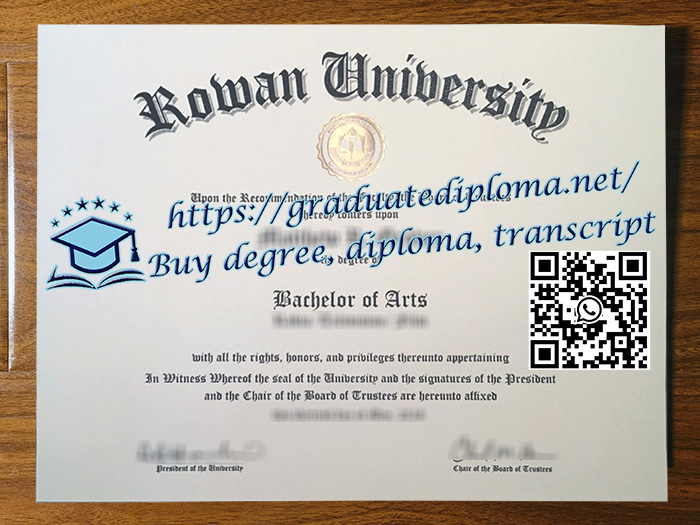 Rowan University
Upon the Recommendation of the
https://graduatediploma.net/
thereby confers upon
Buy degree, diploma, transcript
degree of
Bachelor of Arts
with all the rights, honors, and privileges thereunto appertaining
In Witness Whereof the seal of the University and the signatures of the President
and the Chair of the Board of Trustees are hereunto affixed
President of the University
Chair of the Board of Trustees